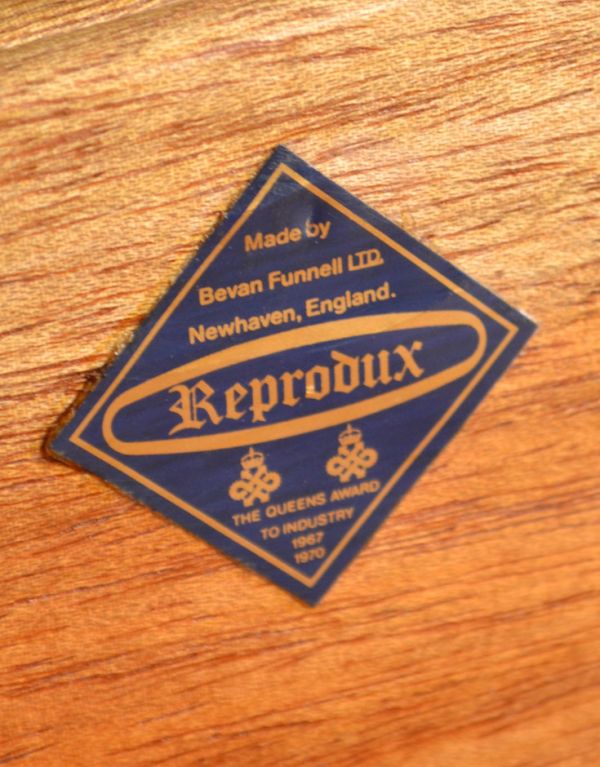 Made by
Bevan Funnell LTD.
Newhaven, England.
Reprodux
THE QUEENS AWARD
TO INDUSTRY
1967
1970